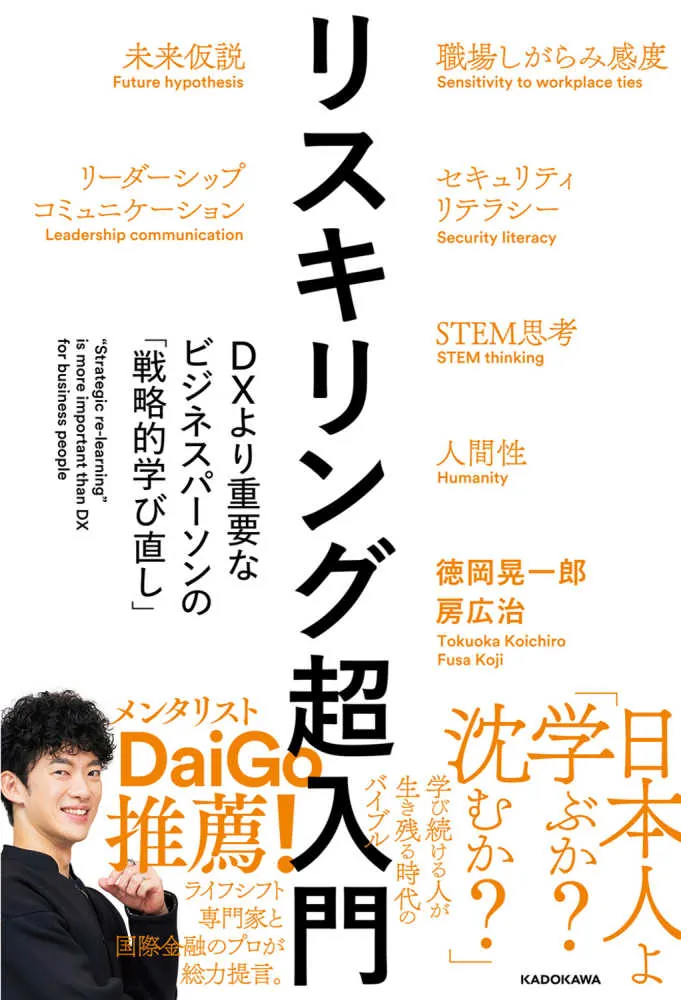 未来仮説
Future hypothesis
職場しがらみ感度
Sensitivity to workplace ties
リーダーシップ
コミュニケーション
Leadership communication
セキュリティ
リテラシー
Security literacy
STEM思考
STEM thinking
人間性
Humanity
リスキリング超入門
DXより重要な
ビジネスパーソンの
「戦略的学び直し」
“Strategic re-learning”
is more important than DX
for business people
徳岡晃一郎
房広治
Tokuoka Koichiro
Fusa Koji
メンタリスト
DaiGo
推薦!
ライフシフト
専門家と
国際金融のプロが
総力提言。
日本人よ
「学ぶか?
沈むか?」
学び続ける人が
生き残る時代の
バイブル
KADOKAWA